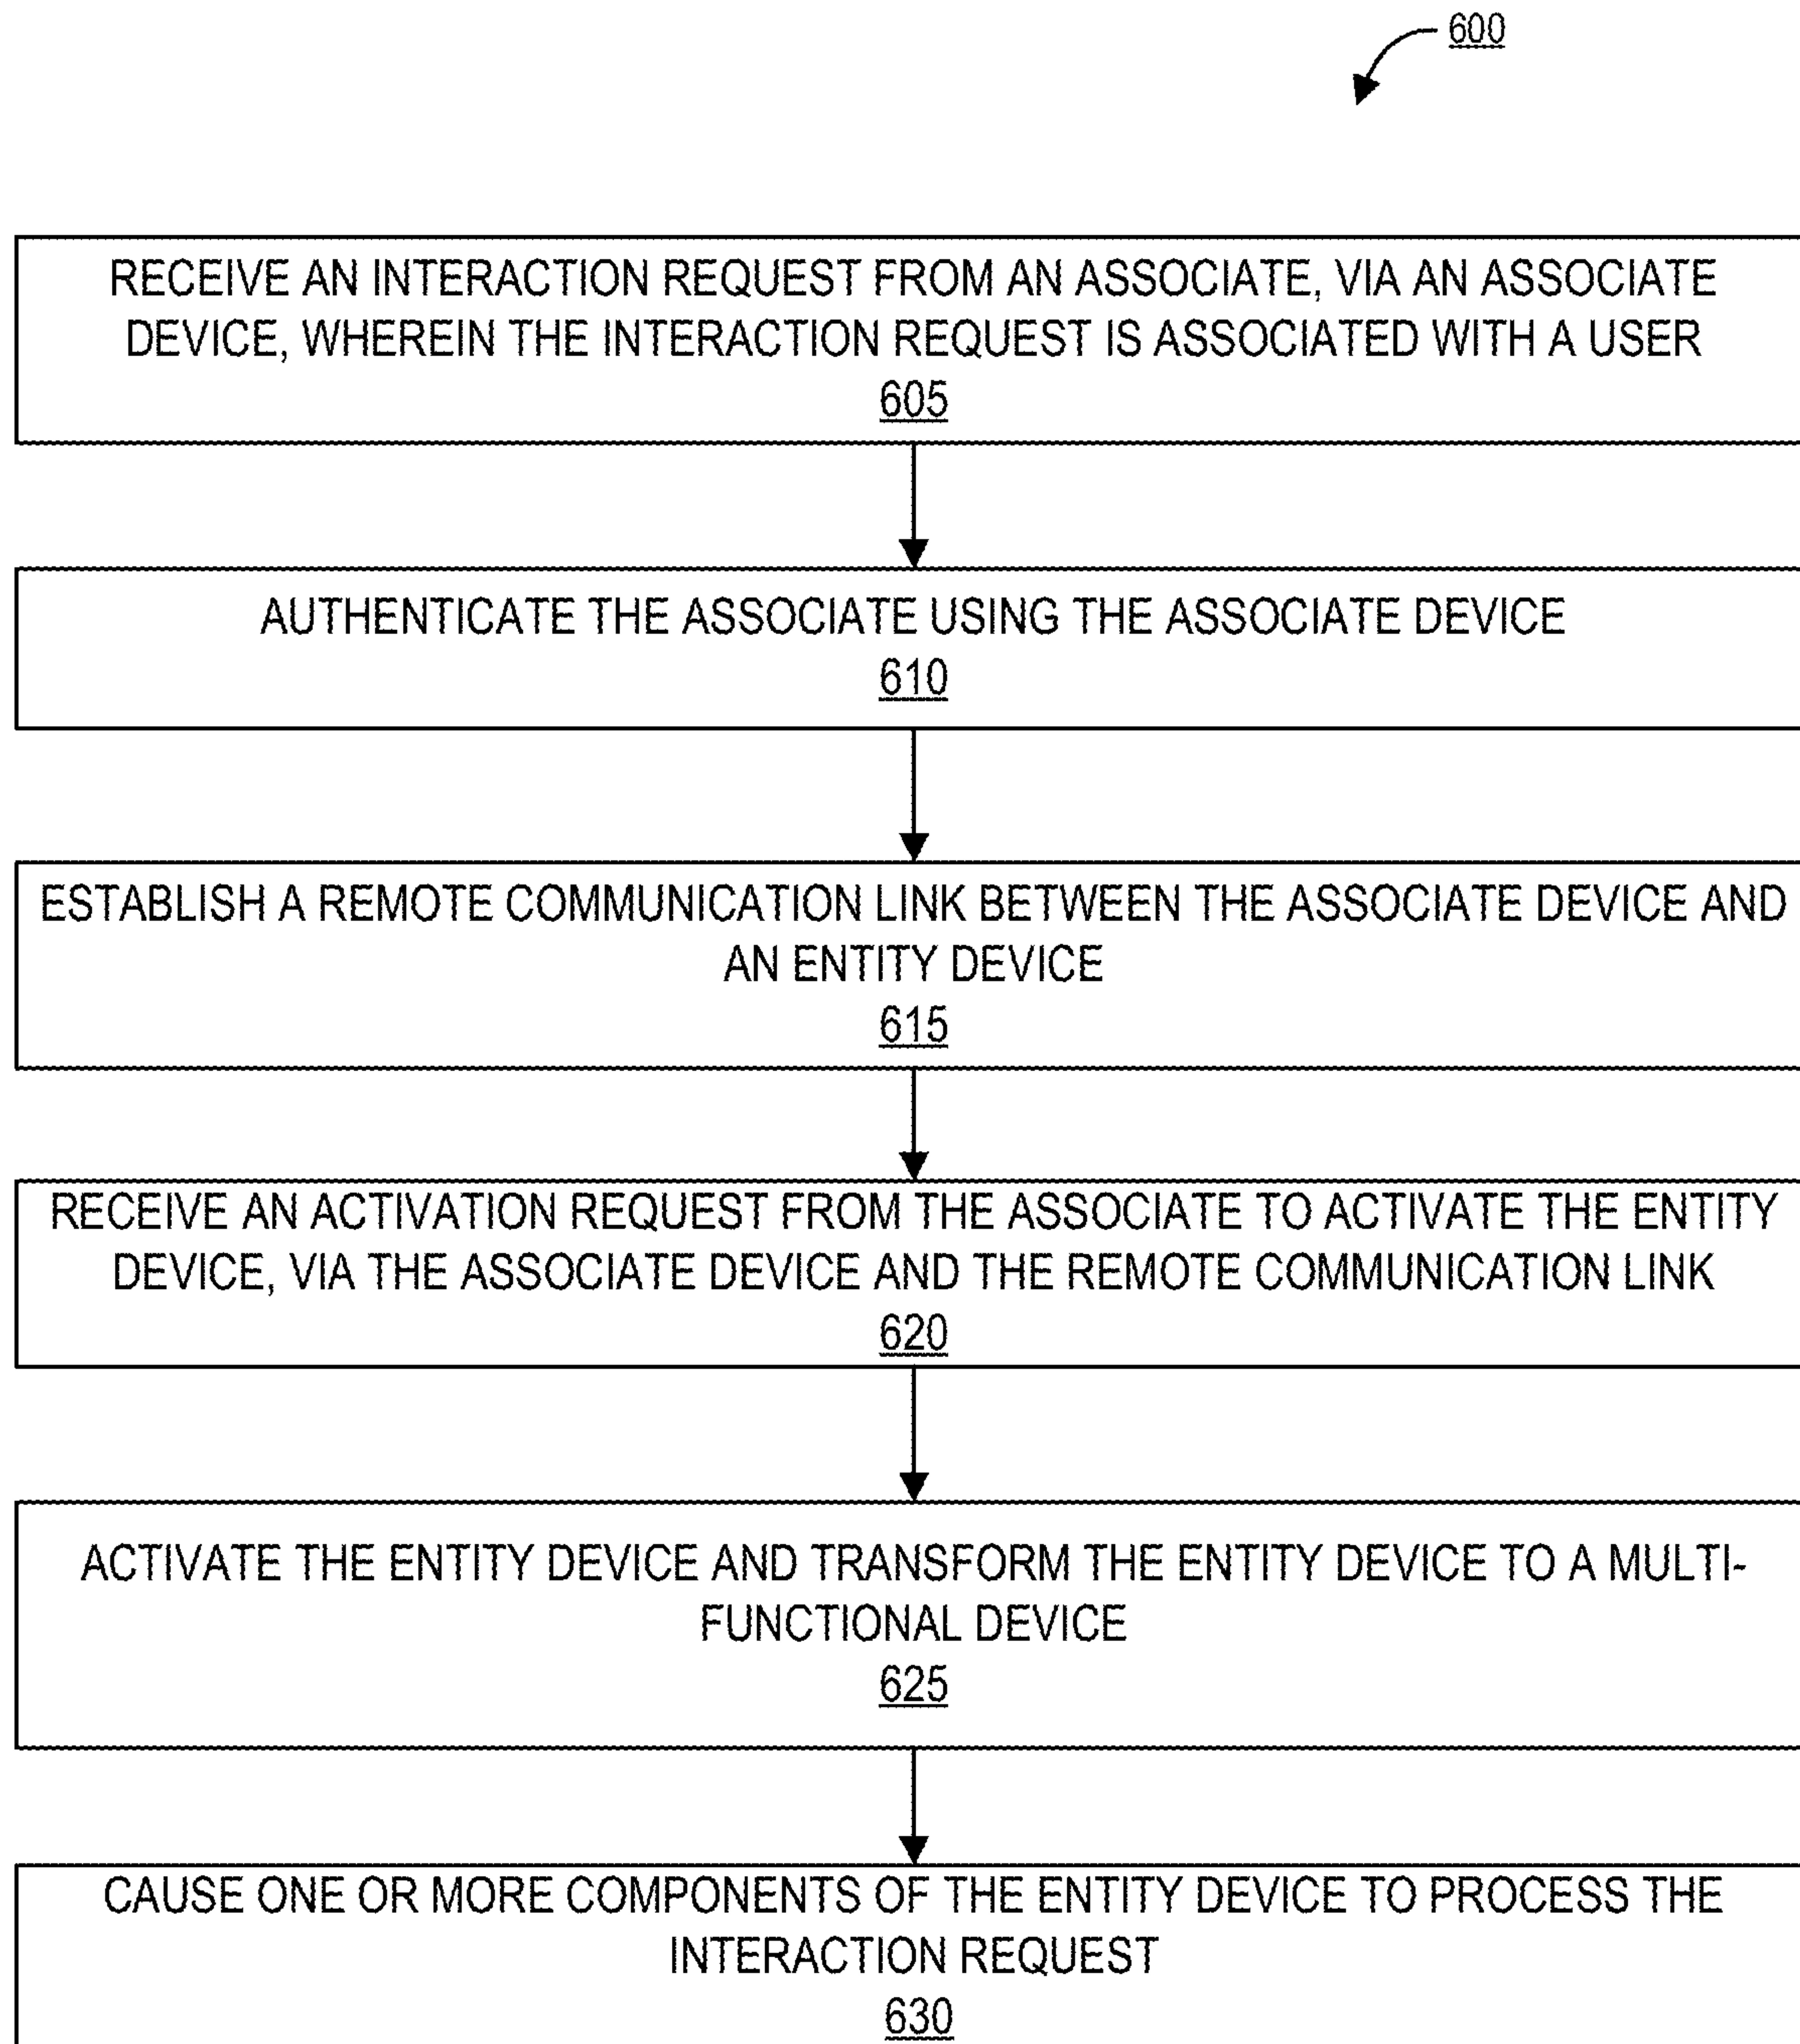 600
RECEIVE AN INTERACTION REQUEST FROM AN ASSOCIATE, VIA AN ASSOCIATE
DEVICE, WHEREIN THE INTERACTION REQUEST IS ASSOCIATED WITH A USER
605
AUTHENTICATE THE ASSOCIATE USING THE ASSOCIATE DEVICE
610
ESTABLISH A REMOTE COMMUNICATION LINK BETWEEN THE ASSOCIATE DEVICE AND
AN ENTITY DEVICE
615
RECEIVE AN ACTIVATION REQUEST FROM THE ASSOCIATE TO ACTIVATE THE ENTITY
DEVICE, VIA THE ASSOCIATE DEVICE AND THE REMOTE COMMUNICATION LINK
620
ACTIVATE THE ENTITY DEVICE AND TRANSFORM THE ENTITY DEVICE TO A MULTI-
FUNCTIONAL DEVICE
625
CAUSE ONE OR MORE COMPONENTS OF THE ENTITY DEVICE TO PROCESS THE
INTERACTION REQUEST
630